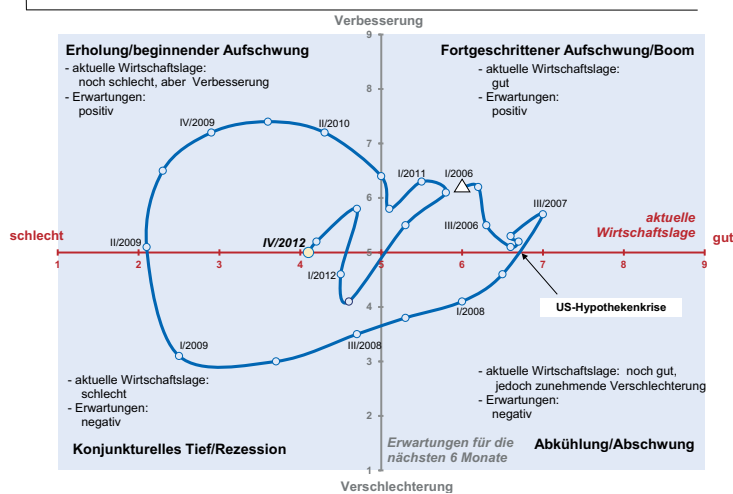 Verbesserung
9
Erholung/beginnender Aufschwung
- aktuelle Wirtschaftslage:
noch schlecht, aber Verbesserung
- Erwartungen:
positiv
Fortgeschrittener Aufschwung/Boom
- aktuelle Wirtschaftslage:
gut
- Erwartungen:
positiv
8
7
6
IV/2009
II/2010
I/2011
I/2006
III/2007
III/2006
aktuelle
Wirtschaftslage
schlecht
gut
II/2009
IV/2012
1
2
3
4
5
6
7
8
9
I/2012
US-Hypothekenkrise
4
I/2008
I/2009
III/2008
3
- aktuelle Wirtschaftslage:
schlecht
- Erwartungen:
negativ
- aktuelle Wirtschaftslage: noch gut,
jedoch zunehmende Verschlechterung
- Erwartungen:
negativ
2
Konjunkturelles Tief/Rezession
Erwartungen für die
nächsten 6 Monate
Abkühlung/Abschwung
1
Verschlechterung